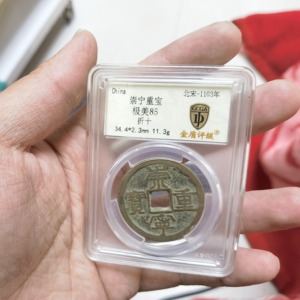 China
北宋-1103年
崇宁重宝
极美85
折十
34.4*2.3mm 11.3g
金盾评级®
崇寧重寳